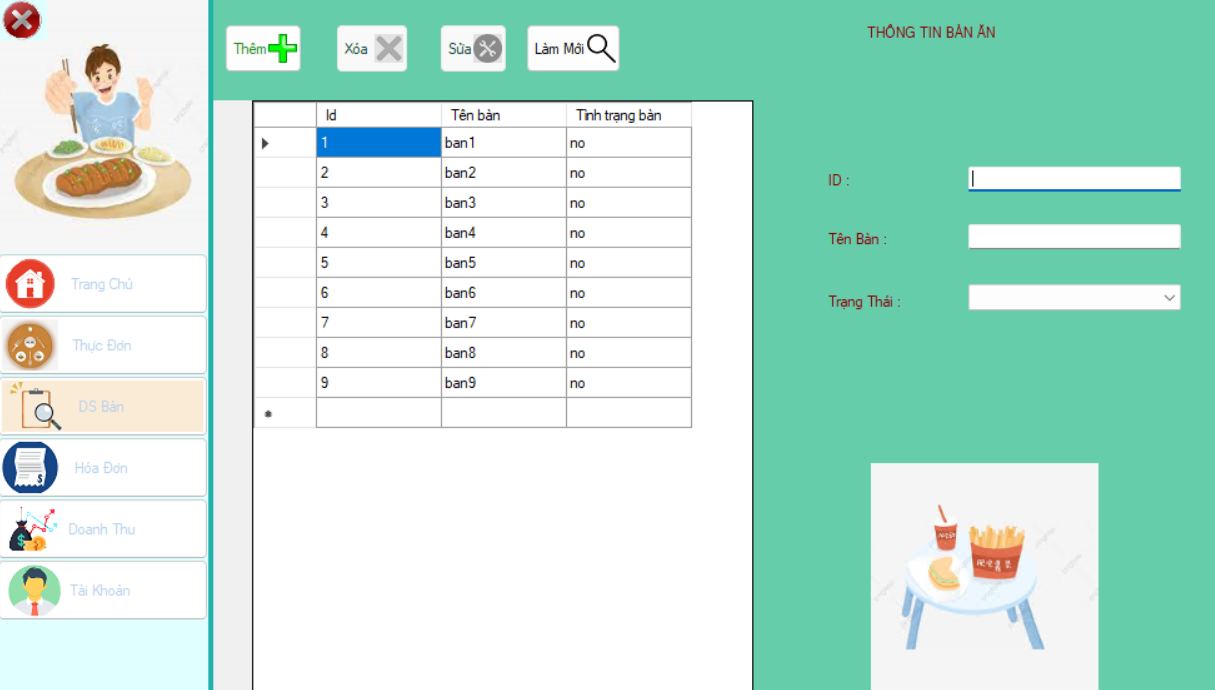 Thêm
Xóa
Sửa
Làm Mới
THÔNG TIN BÀN ĂN
Id Tên bàn Tình trạng bàn
1 ban1 no
2 ban2 no
3 ban3 no
4 ban4 no
5 ban5 no
6 ban6 no
7 ban7 no
8 ban8 no
9 ban9 no
ID :
Tên Bàn :
Trạng Thái :
Trang Chủ
Thực Đơn
DS Bàn
Hóa Đơn
Doanh Thu
Tài Khoản